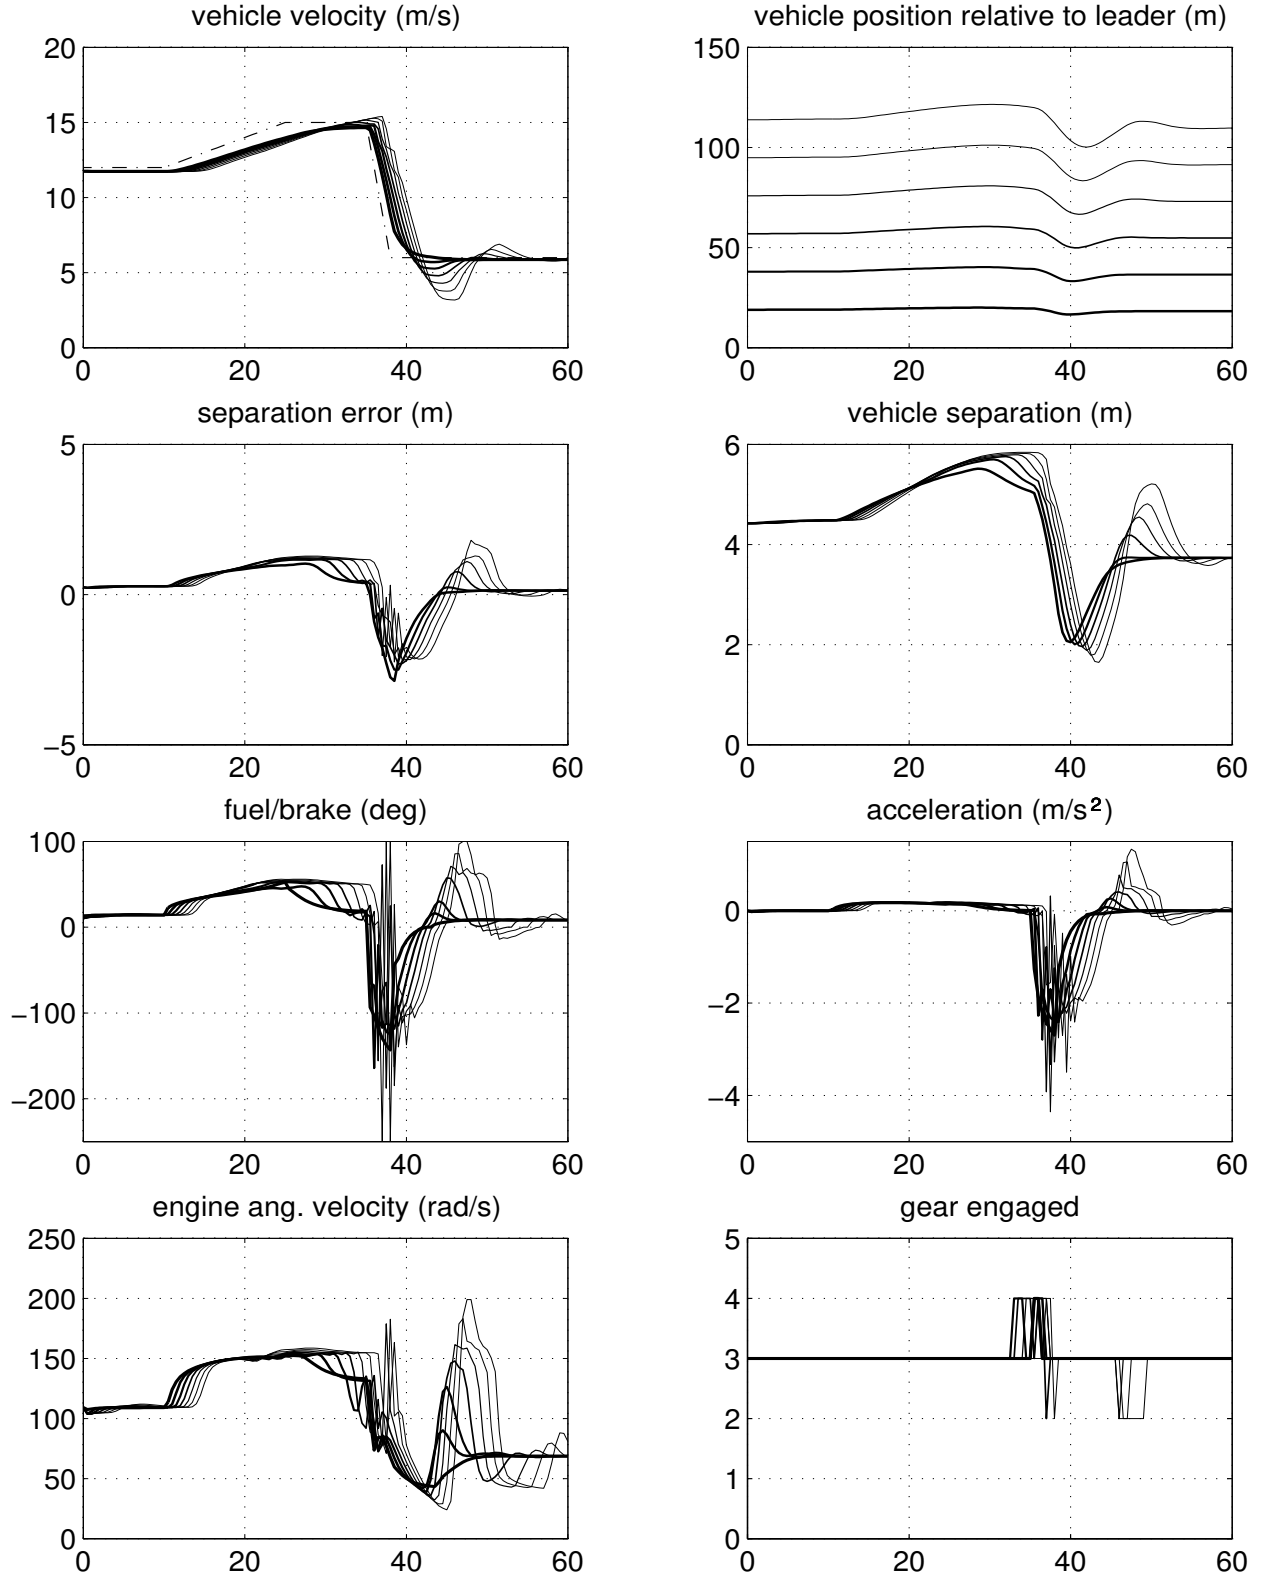 vehicle velocity (m/s)
vehicle position relative to leader (m)
20
15
10
5
0
0 20 40 60
150
100
50
0
0 20 40 60
separation error (m)
vehicle separation (m)
5
0
−5
0 20 40 60
6
4
2
0
0 20 40 60
fuel/brake (deg)
acceleration (m/s²)
100
0
−100
−200
0 20 40 60
0
−2
−4
0 20 40 60
engine ang. velocity (rad/s)
gear engaged
250
200
150
100
50
0
0 20 40 60
5
4
3
2
1
0
0 20 40 60